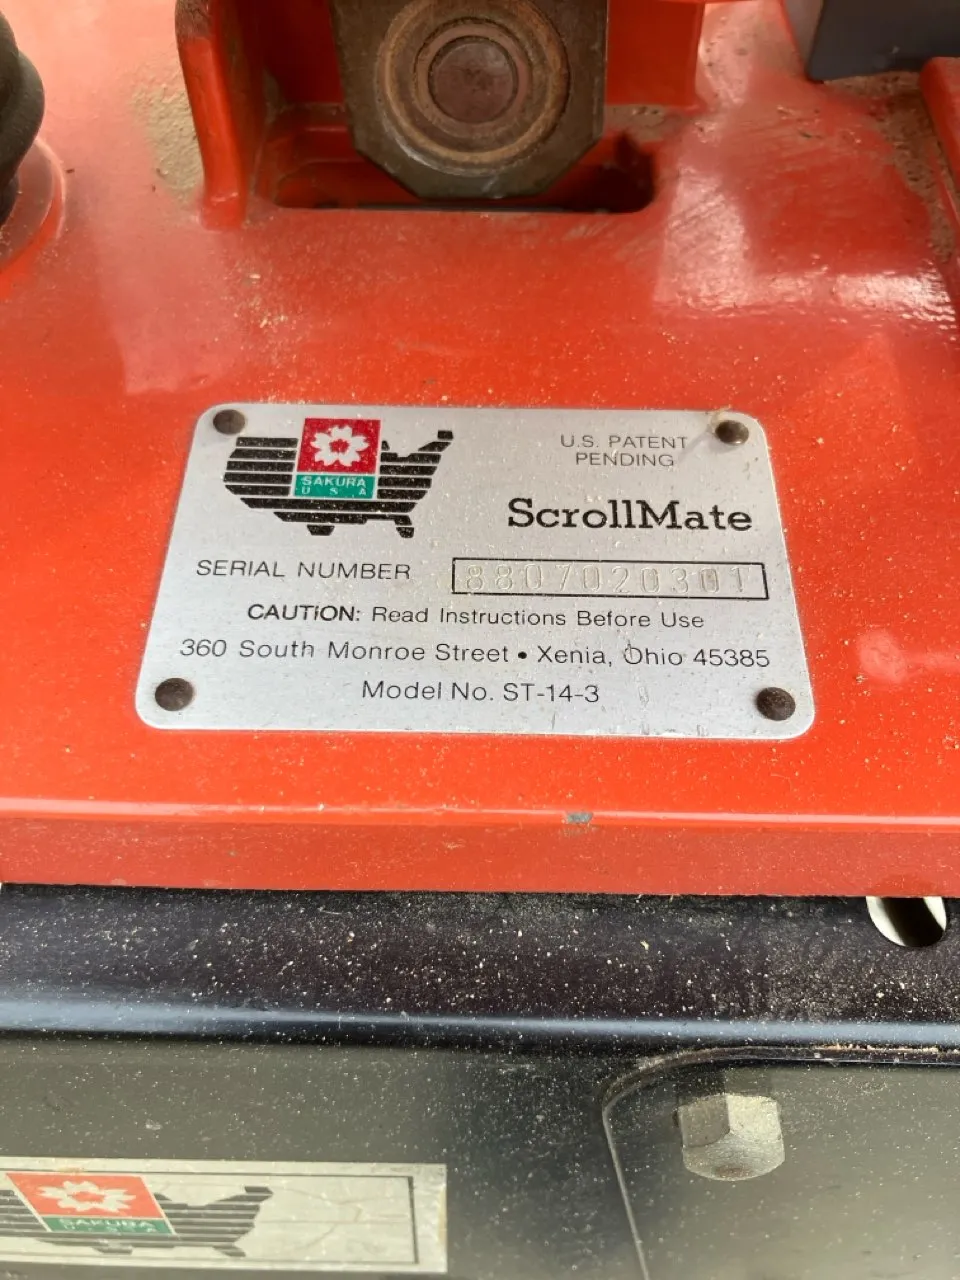 SAKURA
U S A
U.S. PATENT
PENDING
ScrollMate
SERIAL NUMBER 8807020301
CAUTION: Read Instructions Before Use
360 South Monroe Street • Xenia, Ohio 45385
Model No. ST-14-3
SAKURA
U S A